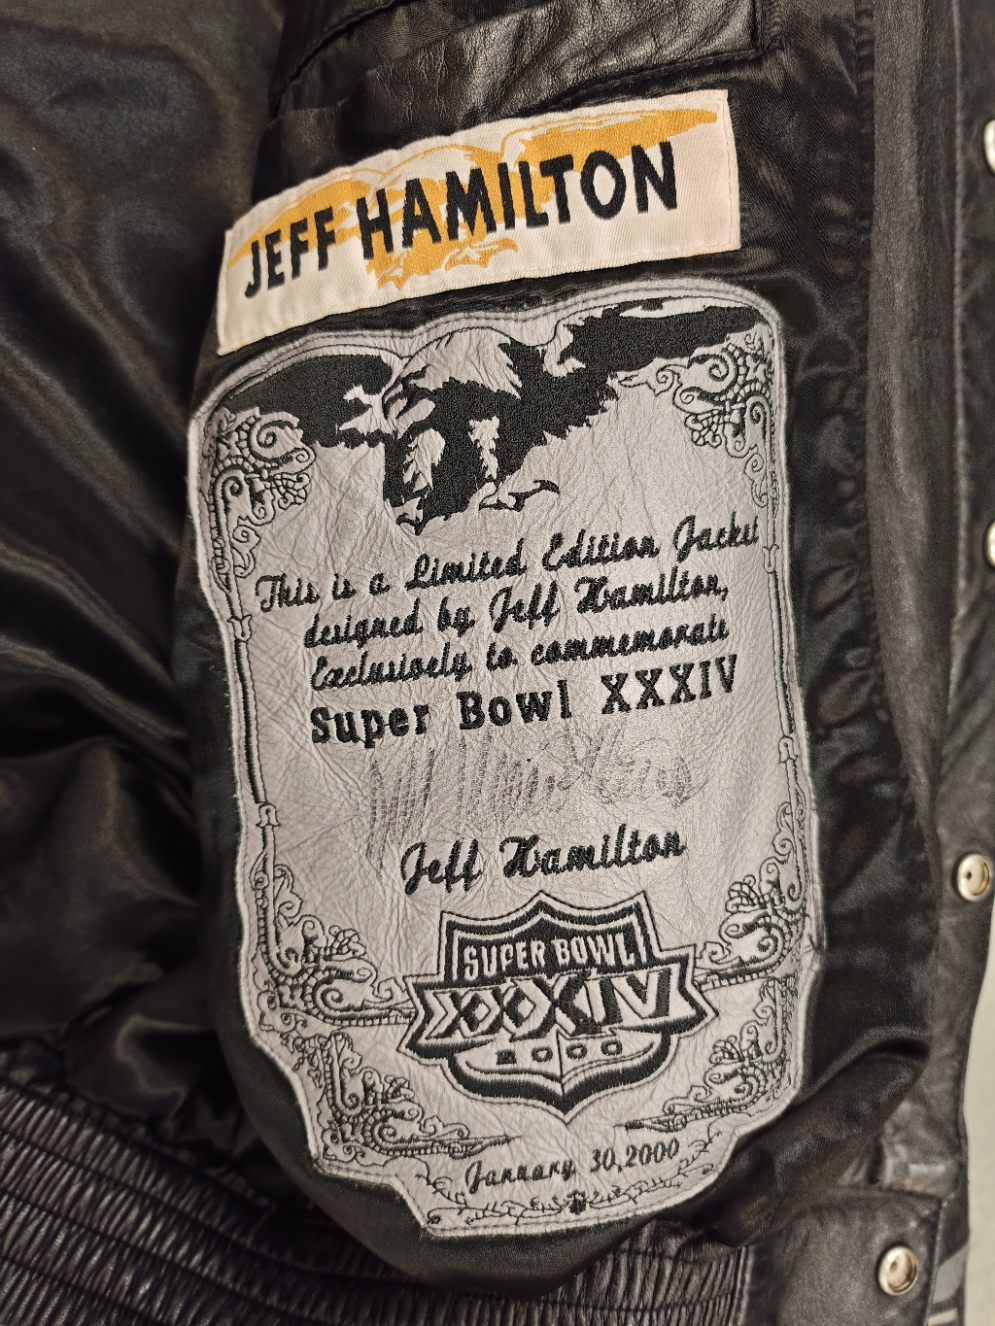 JEFF HAMILTON
This is a Limited Edition Jacket
designed by Jeff Hamilton,
Exclusively to commemorate
Super Bowl XXXIV
Jeff Hamilton
SUPER BOWL
XXXIV
2000
January 30, 2000